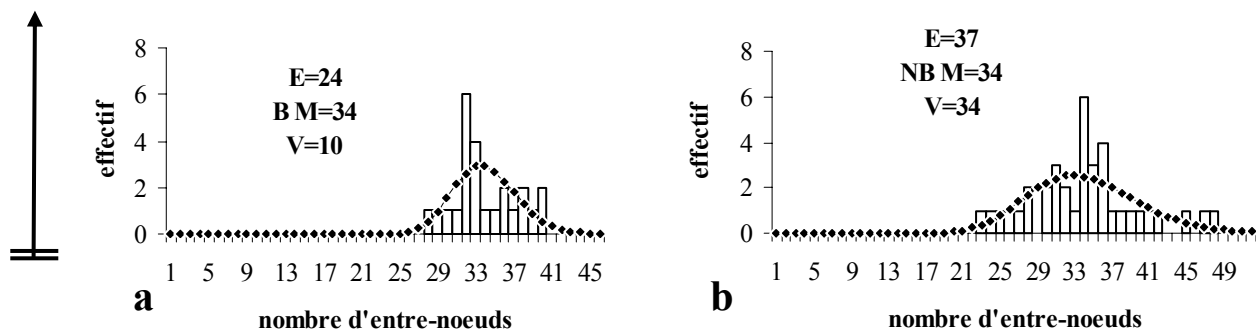 E=24
B M=34
V=10
effectif
8
6
4
2
0
1 5 9 13 17 21 25 29 33 37 41 45
a
nombre d'entre-noeuds
E=37
NB M=34
V=34
effectif
8
6
4
2
0
1 5 9 13 17 21 25 29 33 37 41 45 49
b
nombre d'entre-noeuds